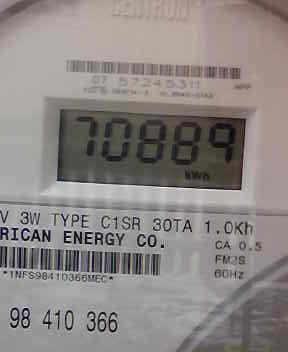 CENTRON
07 57245311
70889
kWh
V 3W TYPE C1SR 30TA 1.0Kh
RICAN ENERGY CO.
CA 0.5
FM2S
60Hz
*1NFS98410366MEC*
98 410 366